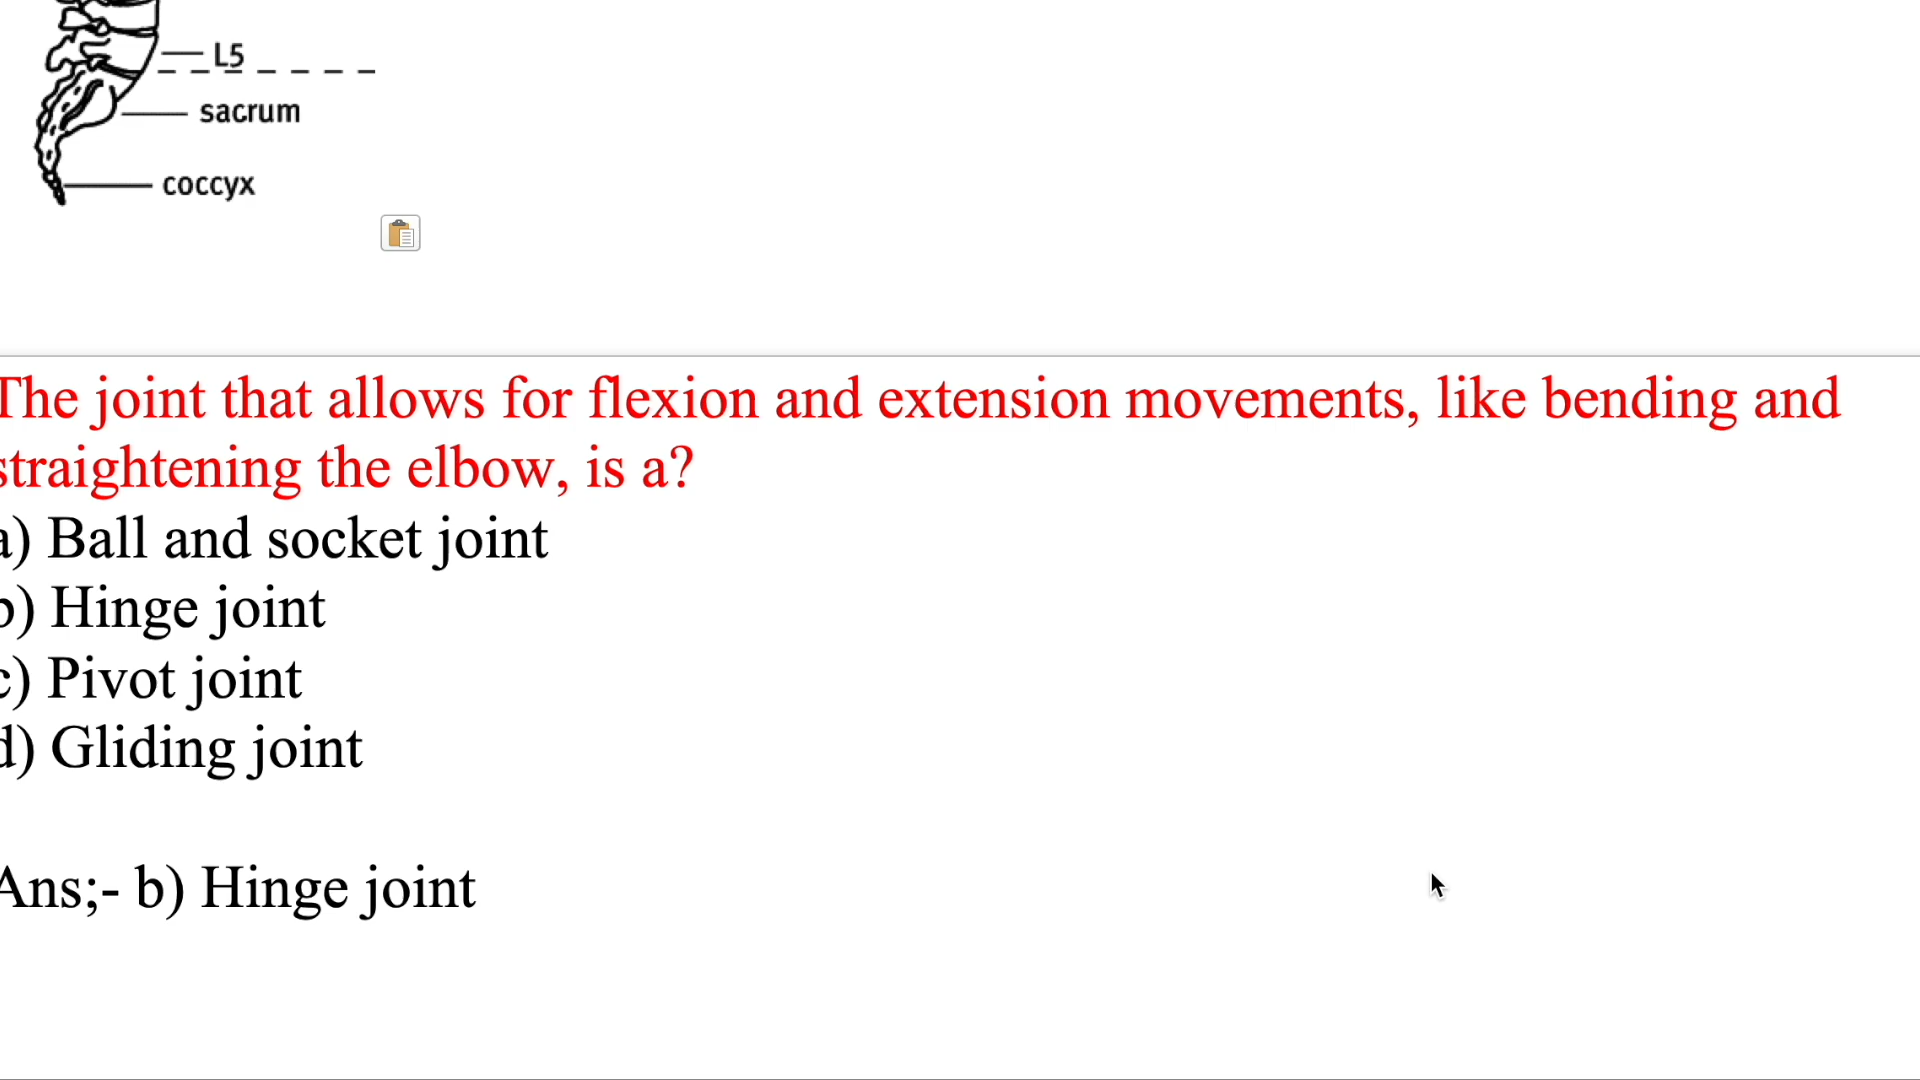 L5
sacrum
coccyx
The joint that allows for flexion and extension movements, like bending and
straightening the elbow, is a?
a) Ball and socket joint
b) Hinge joint
c) Pivot joint
d) Gliding joint
Ans;- b) Hinge joint